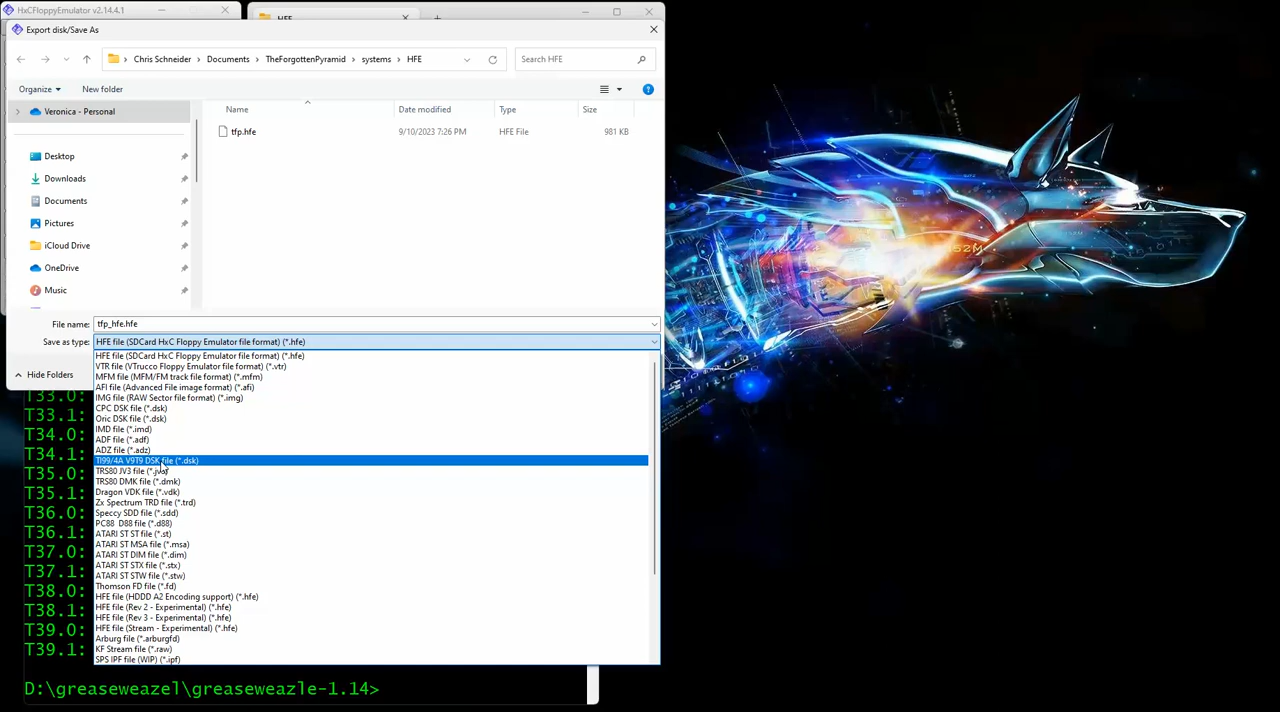 HxCFloppyEmulator v2.14.4.1
HFE
Export disk/Save As
Chris Schneider
Documents
TheForgottenPyramid
systems
HFE
Search HFE
Organize
New folder
Veronica - Personal
Name
Date modified
Type
Size
tfp.hfe
9/10/2023 7:26 PM
HFE File
981 KB
Desktop
Downloads
Documents
Pictures
iCloud Drive
OneDrive
Music
File name:
tfp_hfe.hfe
Save as type:
HFE file (SDCard HxC Floppy Emulator file format) (*.hfe)
Hide Folders
HFE file (SDCard HxC Floppy Emulator file format) (*.hfe)
VTR file (VTrucco Floppy Emulator file format) (*.vtr)
MFM file (MFM/FM track file format) (*.mfm)
AFI file (Advanced File image format) (*.afi)
IMG file (RAW Sector file format) (*.img)
CPC DSK file (*.dsk)
Oric DSK file (*.dsk)
IMD file (*.imd)
ADF file (*.adf)
ADZ file (*.adz)
TI99/4A V9T9 DSK file (*.dsk)
TRS80 JV3 file (*.jv3)
TRS80 DMK file (*.dmk)
Dragon VDK file (*.vdk)
Zx Spectrum TRD file (*.trd)
Speccy SDD file (*.sdd)
PC88 D88 file (*.d88)
ATARI ST ST file (*.st)
ATARI ST MSA file (*.msa)
ATARI ST DIM file (*.dim)
ATARI ST STX file (*.stx)
ATARI ST STW file (*.stw)
Thomson FD file (*.fd)
HFE file (HDDD A2 Encoding support) (*.hfe)
HFE file (Rev 2 - Experimental) (*.hfe)
HFE file (Rev 3 - Experimental) (*.hfe)
HFE file (Stream - Experimental) (*.hfe)
Arburg file (*.arburgfd)
KF Stream file (*.raw)
SPS IPF file (WIP) (*.ipf)
T33.0:
T33.1:
T34.0:
T34.1:
T35.0:
T35.1:
T36.0:
T36.1:
T37.0:
T37.1:
T38.0:
T38.1:
T39.0:
T39.1:
D:\greaseweazel\greaseweazle-1.14>